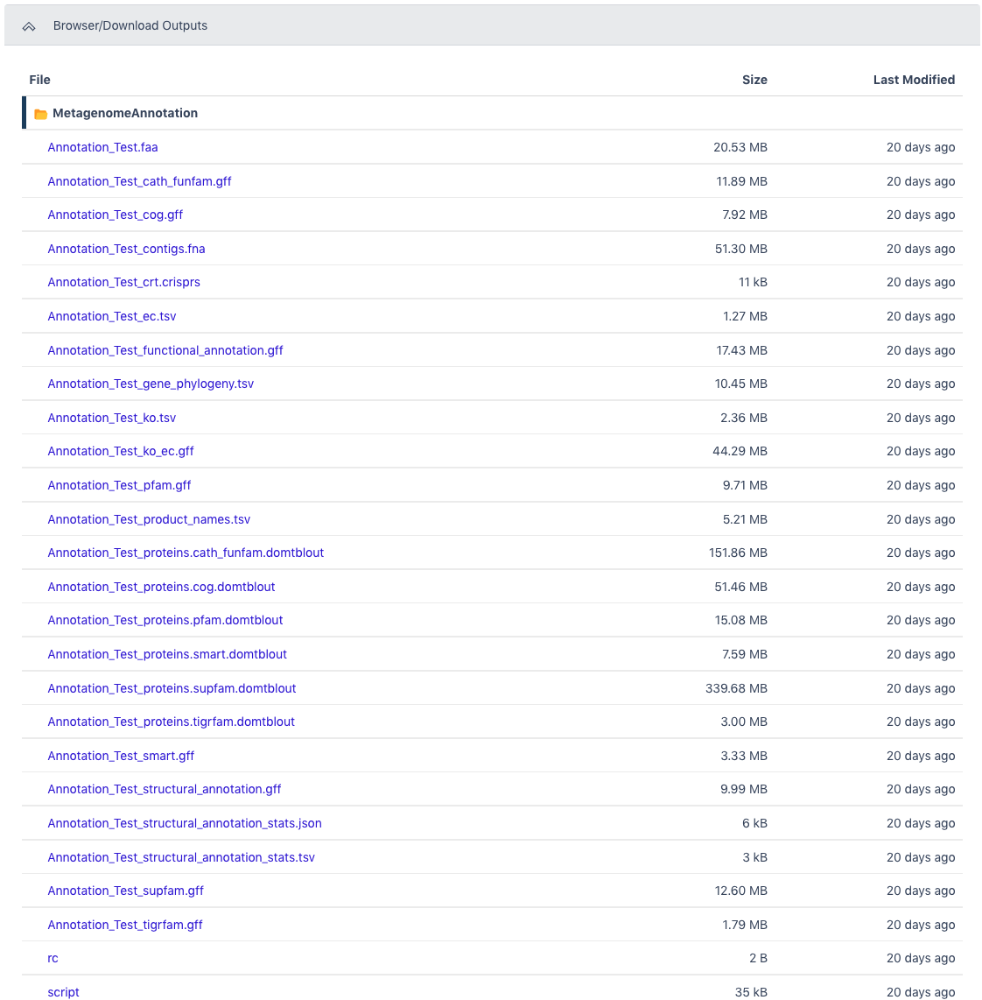 Browser/Download Outputs
File Size Last Modified
MetagenomeAnnotation
Annotation_Test.faa 20.53 MB 20 days ago
Annotation_Test_cath_funfam.gff 11.89 MB 20 days ago
Annotation_Test_cog.gff 7.92 MB 20 days ago
Annotation_Test_contigs.fna 51.30 MB 20 days ago
Annotation_Test_crt.crisprs 11 kB 20 days ago
Annotation_Test_ec.tsv 1.27 MB 20 days ago
Annotation_Test_functional_annotation.gff 17.43 MB 20 days ago
Annotation_Test_gene_phylogeny.tsv 10.45 MB 20 days ago
Annotation_Test_ko.tsv 2.36 MB 20 days ago
Annotation_Test_ko_ec.gff 44.29 MB 20 days ago
Annotation_Test_pfam.gff 9.71 MB 20 days ago
Annotation_Test_product_names.tsv 5.21 MB 20 days ago
Annotation_Test_proteins.cath_funfam.domtblout 151.86 MB 20 days ago
Annotation_Test_proteins.cog.domtblout 51.46 MB 20 days ago
Annotation_Test_proteins.pfam.domtblout 15.08 MB 20 days ago
Annotation_Test_proteins.smart.domtblout 7.59 MB 20 days ago
Annotation_Test_proteins.supfam.domtblout 339.68 MB 20 days ago
Annotation_Test_proteins.tigrfam.domtblout 3.00 MB 20 days ago
Annotation_Test_smart.gff 3.33 MB 20 days ago
Annotation_Test_structural_annotation.gff 9.99 MB 20 days ago
Annotation_Test_structural_annotation_stats.json 6 kB 20 days ago
Annotation_Test_structural_annotation_stats.tsv 3 kB 20 days ago
Annotation_Test_supfam.gff 12.60 MB 20 days ago
Annotation_Test_tigrfam.gff 1.79 MB 20 days ago
rc 2 B 20 days ago
script 35 kB 20 days ago